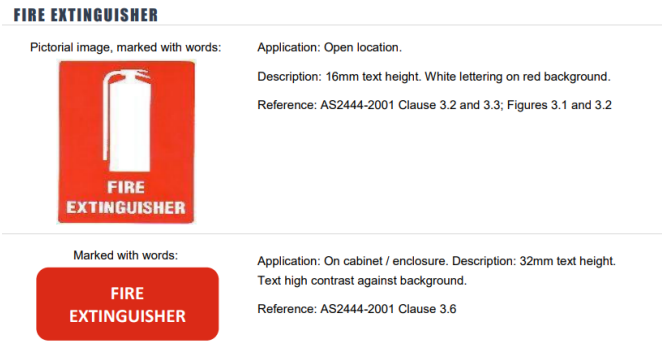 FIRE EXTINGUISHER
Pictorial image, marked with words:
FIRE
EXTINGUISHER
Application: Open location.
Description: 16mm text height. White lettering on red background.
Reference: AS2444-2001 Clause 3.2 and 3.3; Figures 3.1 and 3.2
Marked with words:
FIRE
EXTINGUISHER
Application: On cabinet / enclosure. Description: 32mm text height.
Text high contrast against background.
Reference: AS2444-2001 Clause 3.6